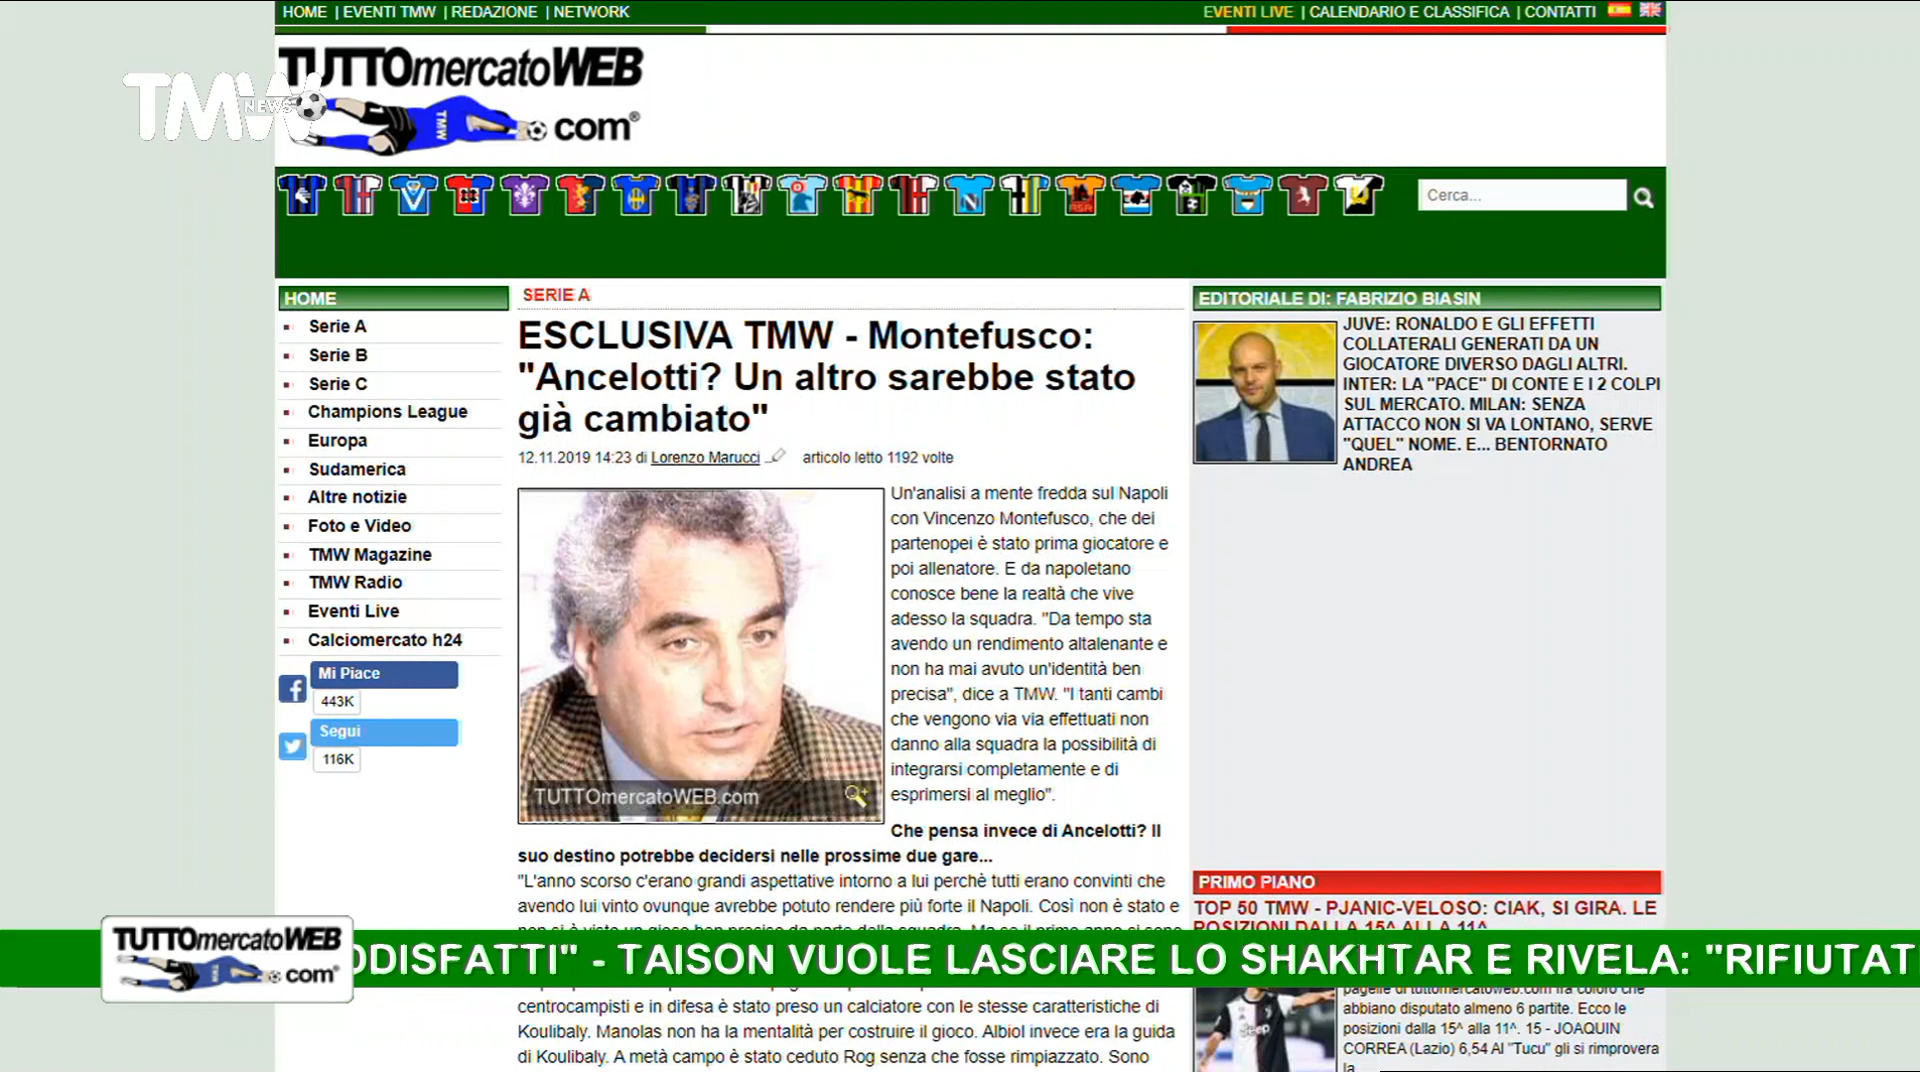 HOME | EVENTI TMW | REDAZIONE | NETWORK
EVENTI LIVE | CALENDARIO E CLASSIFICA | CONTATTI
TUTTOmercatoWEB
com®
TMW
NEWS
TMW
Cerca...
HOME
Serie A
Serie B
Serie C
Champions League
Europa
Sudamerica
Altre notizie
Foto e Video
TMW Magazine
TMW Radio
Eventi Live
Calciomercato h24
Mi Piace
443K
Segui
116K
SERIE A
ESCLUSIVA TMW - Montefusco:
"Ancelotti? Un altro sarebbe stato
già cambiato"
12.11.2019 14:23 di Lorenzo Marucci articolo letto 1192 volte
TUTTOmercatoWEB.com
Un'analisi a mente fredda sul Napoli
con Vincenzo Montefusco, che dei
partenopei è stato prima giocatore e
poi allenatore. E da napoletano
conosce bene la realtà che vive
adesso la squadra. "Da tempo sta
avendo un rendimento altalenante e
non ha mai avuto un'identità ben
precisa", dice a TMW. "I tanti cambi
che vengono via via effettuati non
danno alla squadra la possibilità di
integrarsi completamente e di
esprimersi al meglio".
Che pensa invece di Ancelotti? Il
suo destino potrebbe decidersi nelle prossime due gare...
"L'anno scorso c'erano grandi aspettative intorno a lui perchè tutti erano convinti che
avendo lui vinto ovunque avrebbe potuto rendere più forte il Napoli. Così non è stato e
centrocampisti e in difesa è stato preso un calciatore con le stesse caratteristiche di
Koulibaly. Manolas non ha la mentalità per costruire il gioco. Albiol invece era la guida
di Koulibaly. A metà campo è stato ceduto Rog senza che fosse rimpiazzato. Sono
EDITORIALE DI: FABRIZIO BIASIN
JUVE: RONALDO E GLI EFFETTI
COLLATERALI GENERATI DA UN
GIOCATORE DIVERSO DAGLI ALTRI.
INTER: LA "PACE" DI CONTE E I 2 COLPI
SUL MERCATO. MILAN: SENZA
ATTACCO NON SI VA LONTANO, SERVE
"QUEL" NOME. E... BENTORNATO
ANDREA
PRIMO PIANO
TOP 50 TMW - PJANIC-VELOSO: CIAK, SI GIRA. LE
POSIZIONI DALLA 15^ ALLA 11^
pagelle di tuttomercatoweb.com fra coloro che
abbiano disputato almeno 6 partite. Ecco le
posizioni dalla 15^ alla 11^. 15 - JOAQUIN
CORREA (Lazio) 6,54 Al "Tucu" gli si rimprovera
la
TUTTOmercatoWEB
com®
ODISFATTI" - TAISON VUOLE LASCIARE LO SHAKHTAR E RIVELA: "RIFIUTAT